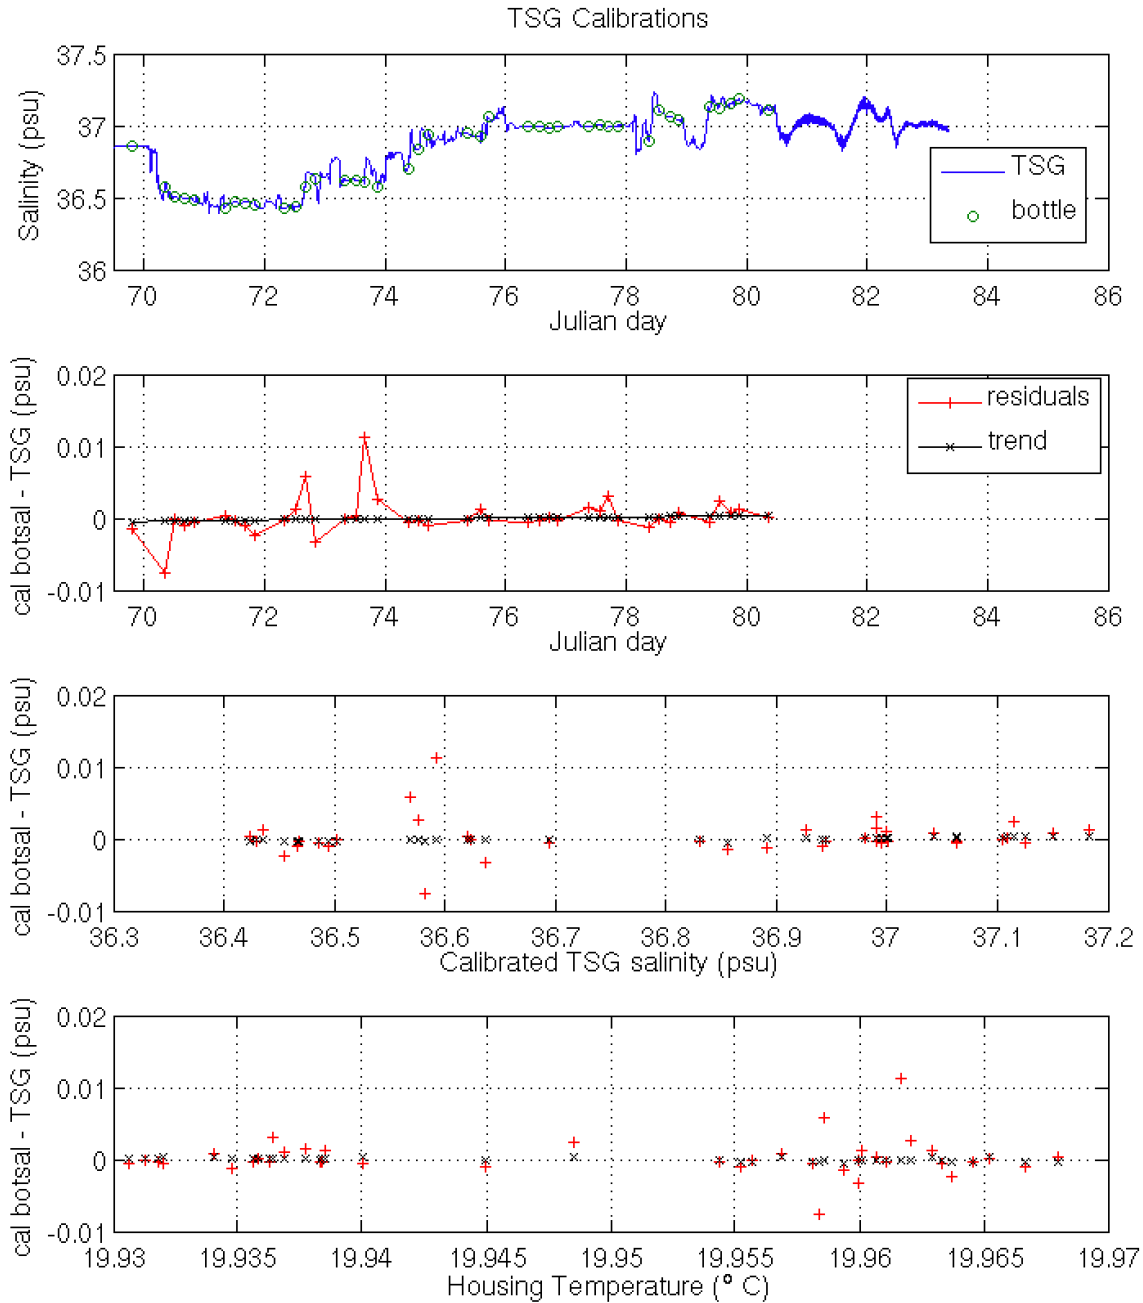 TSG Calibrations
Salinity (psu)
37.5
37
36.5
36
TSG
bottle
70 72 74 76 78 80 82 84 86
Julian day
cal botsal - TSG (psu)
0.02
0.01
0
-0.01
residuals
trend
70 72 74 76 78 80 82 84 86
Julian day
cal botsal - TSG (psu)
0.02
0.01
0
-0.01
36.3 36.4 36.5 36.6 36.7 36.8 36.9 37 37.1 37.2
Calibrated TSG salinity (psu)
cal botsal - TSG (psu)
0.02
0.01
0
-0.01
19.93 19.935 19.94 19.945 19.95 19.955 19.96 19.965 19.97
Housing Temperature (° C)